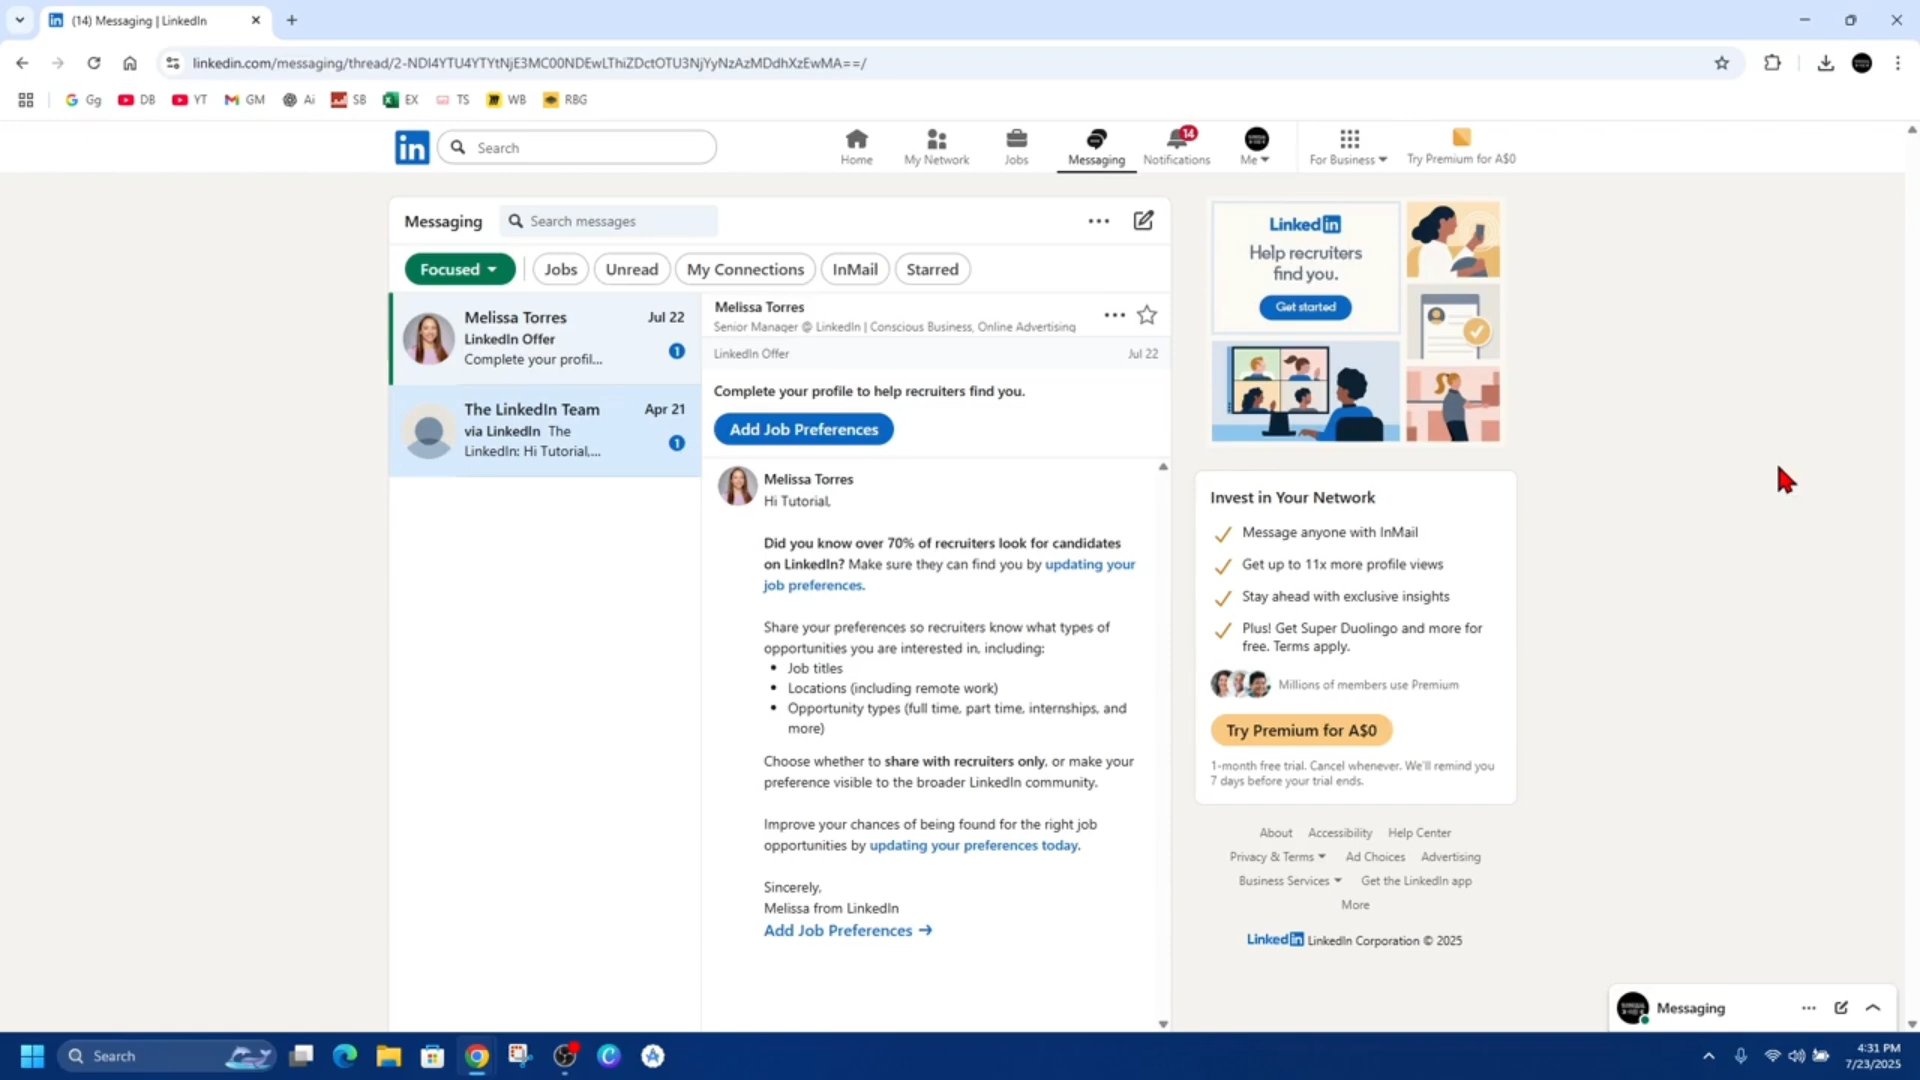 (14) Messaging | LinkedIn
linkedin.com/messaging/thread/2-NDI4YTU4YTYtNjE3MC00NDEwLThiZDctOTU3NjYyNzAzMDdhXzEwMA==/
Gg DB YT GM Ai SB EX TS WB RBG
in Search
Home My Network Jobs Messaging 14 Notifications Me For Business Try Premium for A$0
Messaging Search messages
Focused Jobs Unread My Connections InMail Starred
Melissa Torres Jul 22
LinkedIn Offer
Complete your profil... 1
The LinkedIn Team Apr 21
via LinkedIn The
LinkedIn: Hi Tutorial,... 1
Melissa Torres
Senior Manager @ LinkedIn | Conscious Business, Online Advertising
LinkedIn Offer Jul 22
Complete your profile to help recruiters find you.
Add Job Preferences
Melissa Torres
Hi Tutorial,
Did you know over 70% of recruiters look for candidates
on LinkedIn? Make sure they can find you by updating your
job preferences.
Share your preferences so recruiters know what types of
opportunities you are interested in, including:
• Job titles
• Locations (including remote work)
• Opportunity types (full time, part time, internships, and
more)
Choose whether to share with recruiters only, or make your
preference visible to the broader LinkedIn community.
Improve your chances of being found for the right job
opportunities by updating your preferences today.
Sincerely,
Melissa from LinkedIn
Add Job Preferences →
LinkedIn
Help recruiters
find you.
Get started
Invest in Your Network
Message anyone with InMail
Get up to 11x more profile views
Stay ahead with exclusive insights
Plus! Get Super Duolingo and more for
free. Terms apply.
Millions of members use Premium
Try Premium for A$0
1-month free trial. Cancel whenever. We'll remind you
7 days before your trial ends.
About Accessibility Help Center
Privacy & Terms Ad Choices Advertising
Business Services Get the LinkedIn app
More
LinkedIn LinkedIn Corporation © 2025
Messaging
Search
4:31 PM
7/23/2025